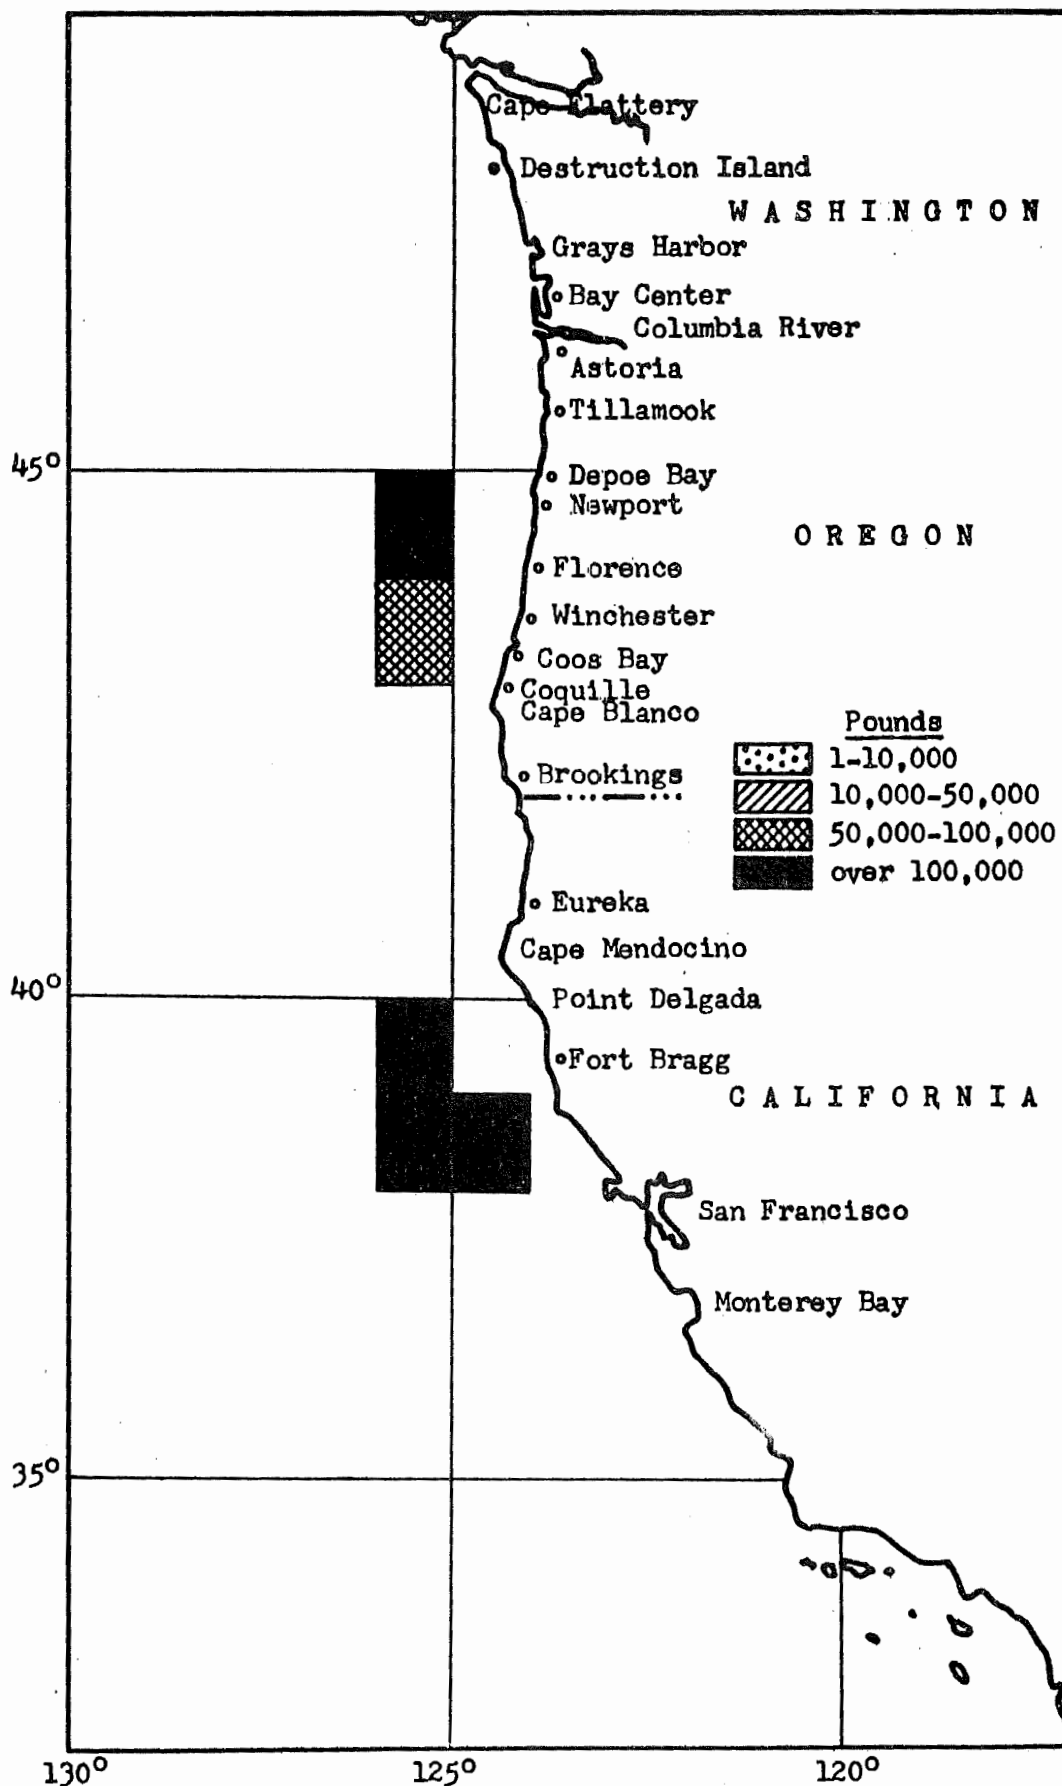 Cape Flattery
Destruction Island
WASHINGTON
Grays Harbor
Bay Center
Columbia River
Astoria
Tillamook
45°
Depoe Bay
Newport
OREGON
Florence
Winchester
Coos Bay
Coquille
Cape Blanco
Pounds
1-10,000
10,000-50,000
50,000-100,000
over 100,000
Brookings
Eureka
Cape Mendocino
40°
Point Delgada
Fort Bragg
CALIFORNIA
San Francisco
Monterey Bay
35°
130°
125°
120°